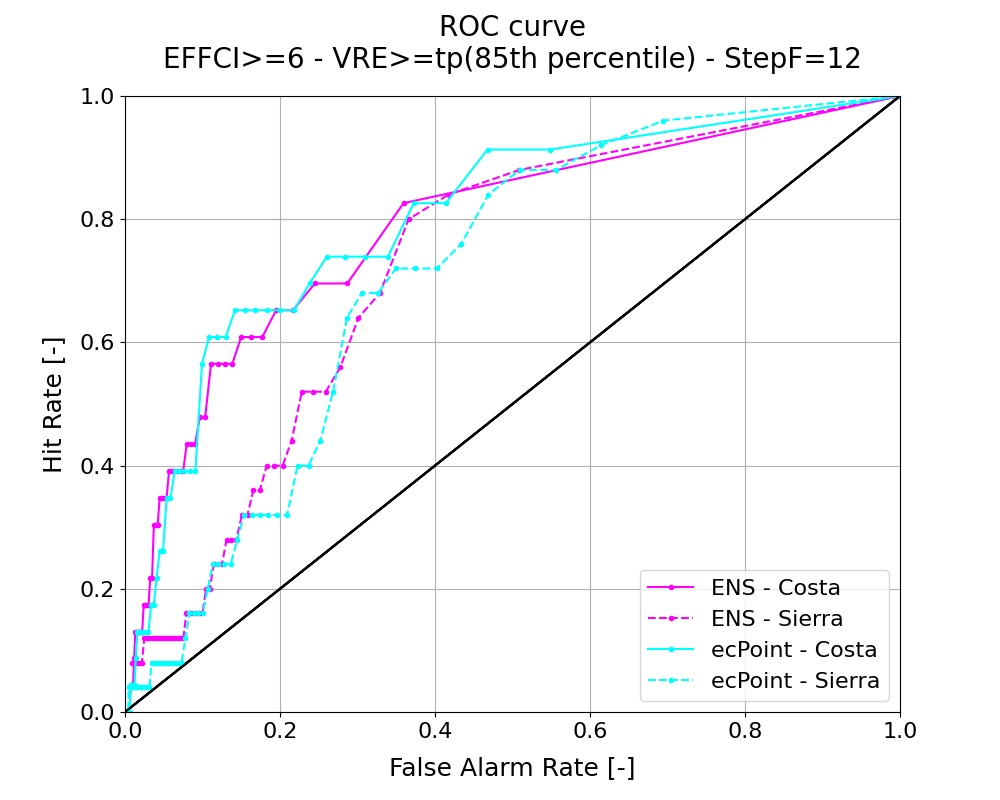 ROC curve
EFFCI>=6 - VRE>=tp(85th percentile) - StepF=12
1.0
0.8
0.6
0.4
0.2
0.0
Hit Rate [-]
ENS - Costa
ENS - Sierra
ecPoint - Costa
ecPoint - Sierra
0.0 0.2 0.4 0.6 0.8 1.0
False Alarm Rate [-]